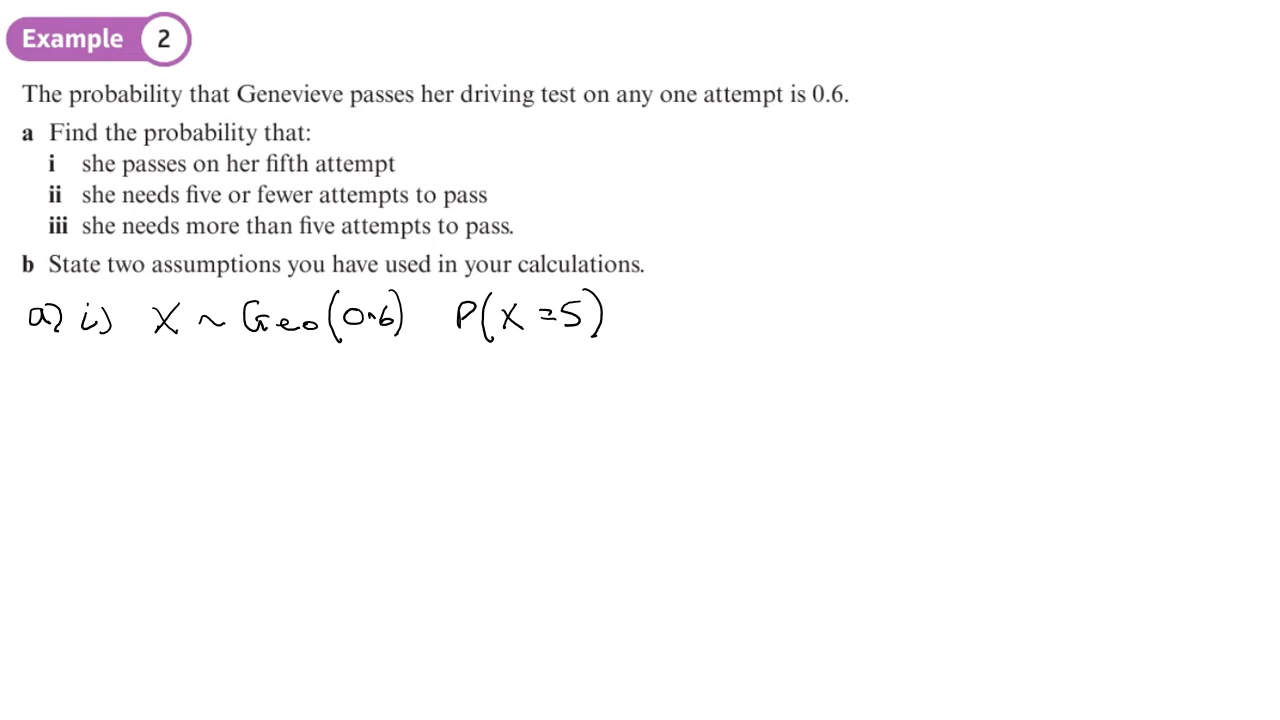 Example 2
The probability that Genevieve passes her driving test on any one attempt is 0.6.
a Find the probability that:
i she passes on her fifth attempt
ii she needs five or fewer attempts to pass
iii she needs more than five attempts to pass.
b State two assumptions you have used in your calculations.
a) i) X ~ Geo(0.6) P(X = 5)